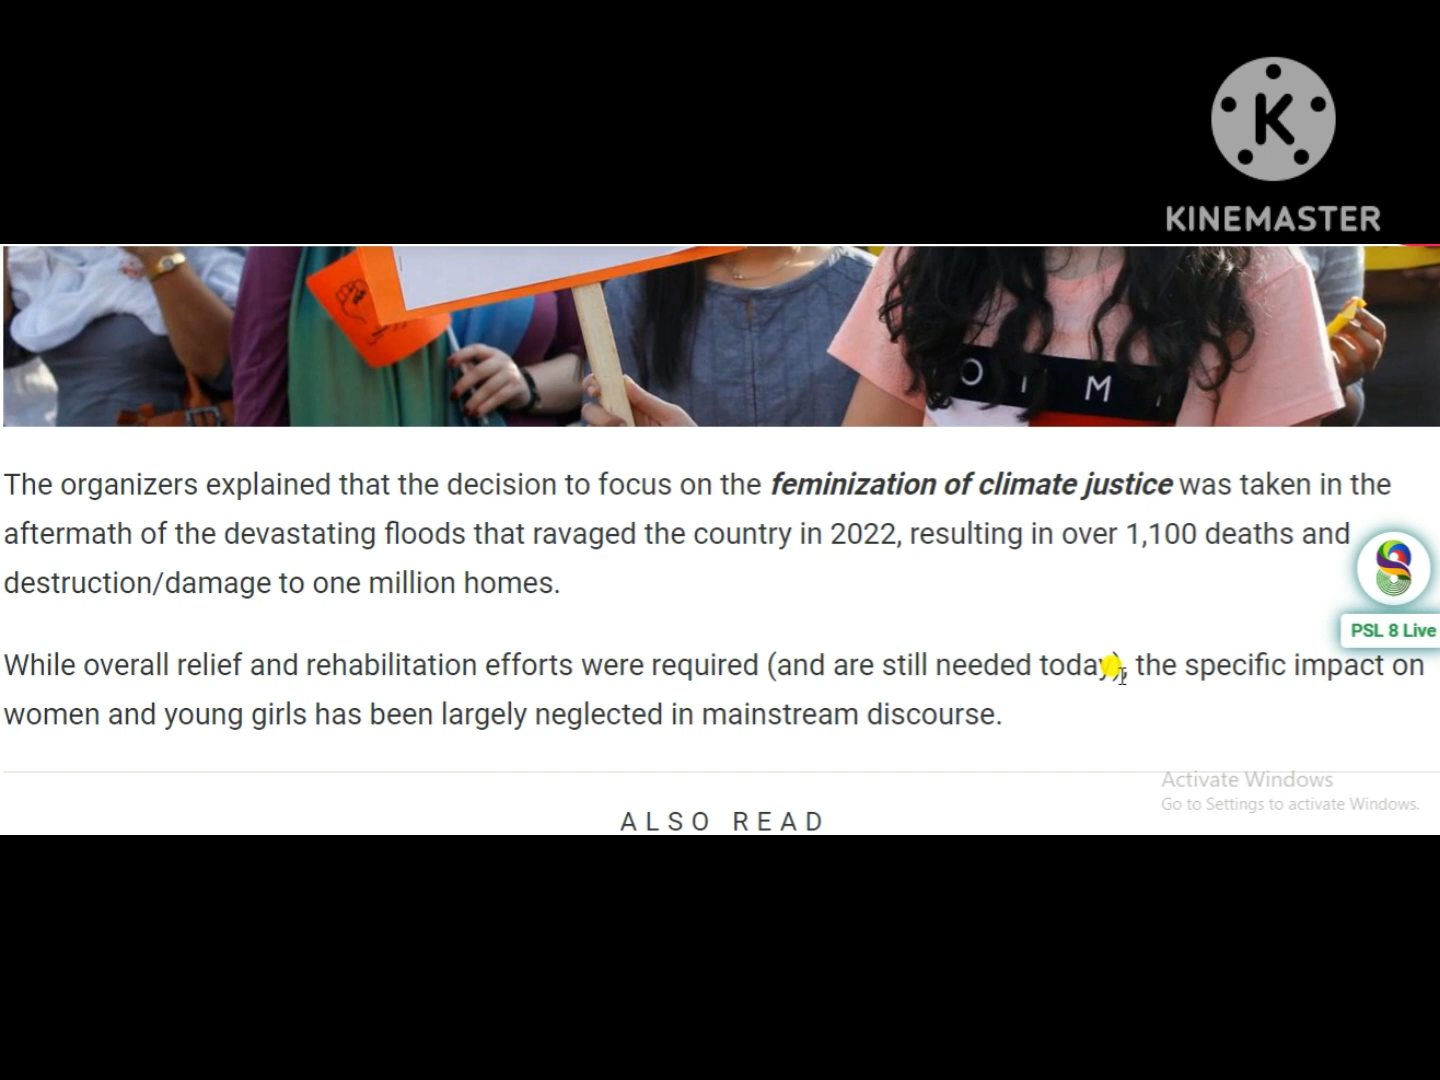 K
KINEMASTER
O I M
The organizers explained that the decision to focus on the feminization of climate justice was taken in the
aftermath of the devastating floods that ravaged the country in 2022, resulting in over 1,100 deaths and
destruction/damage to one million homes.
PSL 8 Live
While overall relief and rehabilitation efforts were required (and are still needed today), the specific impact on
women and young girls has been largely neglected in mainstream discourse.
Activate Windows
Go to Settings to activate Windows.
ALSO READ